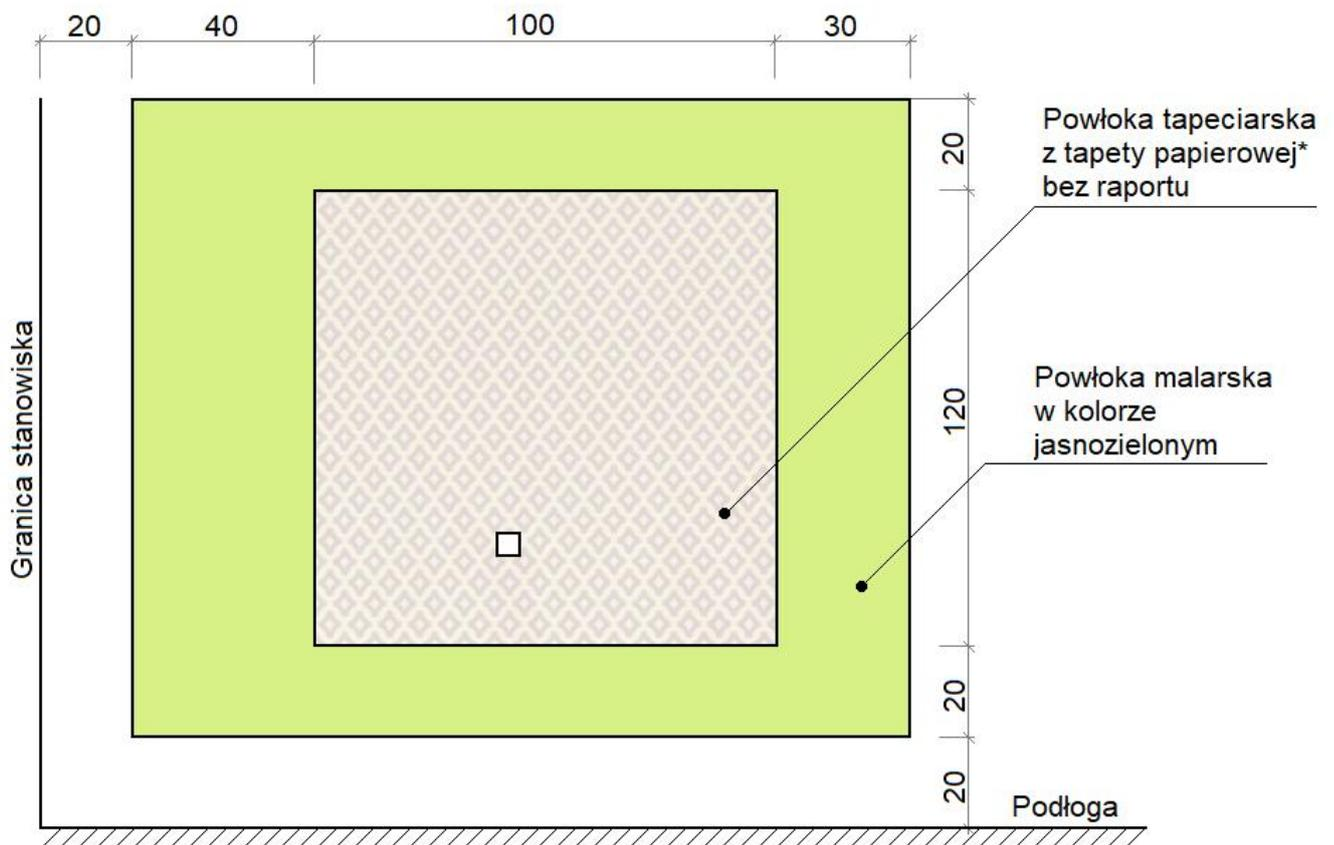 20 40 100 30
Powłoka tapeciarska
z tapety papierowej*
bez raportu
20
120
Powłoka malarska
w kolorze
jasnozielonym
Granica stanowiska
20
20
Podłoga